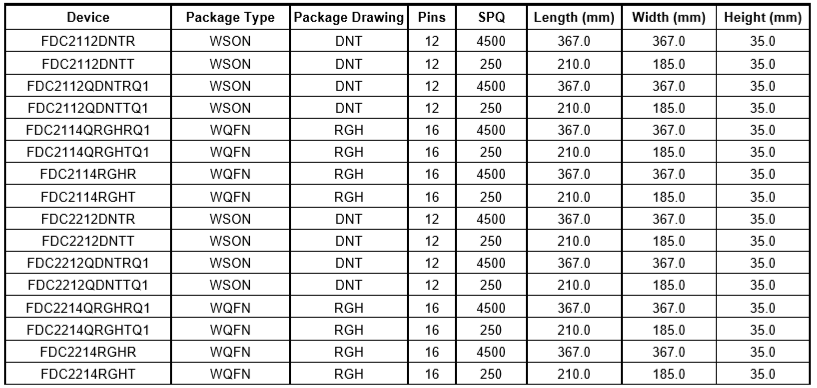 Device Package Type Package Drawing Pins SPQ Length (mm) Width (mm) Height (mm)
FDC2112DNTR WSON DNT 12 4500 367.0 367.0 35.0
FDC2112DNTT WSON DNT 12 250 210.0 185.0 35.0
FDC2112QDNTRQ1 WSON DNT 12 4500 367.0 367.0 35.0
FDC2112QDNTTQ1 WSON DNT 12 250 210.0 185.0 35.0
FDC2114QRGHRQ1 WQFN RGH 16 4500 367.0 367.0 35.0
FDC2114QRGHTQ1 WQFN RGH 16 250 210.0 185.0 35.0
FDC2114RGHR WQFN RGH 16 4500 367.0 367.0 35.0
FDC2114RGHT WQFN RGH 16 250 210.0 185.0 35.0
FDC2212DNTR WSON DNT 12 4500 367.0 367.0 35.0
FDC2212DNTT WSON DNT 12 250 210.0 185.0 35.0
FDC2212QDNTRQ1 WSON DNT 12 4500 367.0 367.0 35.0
FDC2212QDNTTQ1 WSON DNT 12 250 210.0 185.0 35.0
FDC2214QRGHRQ1 WQFN RGH 16 4500 367.0 367.0 35.0
FDC2214QRGHTQ1 WQFN RGH 16 250 210.0 185.0 35.0
FDC2214RGHR WQFN RGH 16 4500 367.0 367.0 35.0
FDC2214RGHT WQFN RGH 16 250 210.0 185.0 35.0